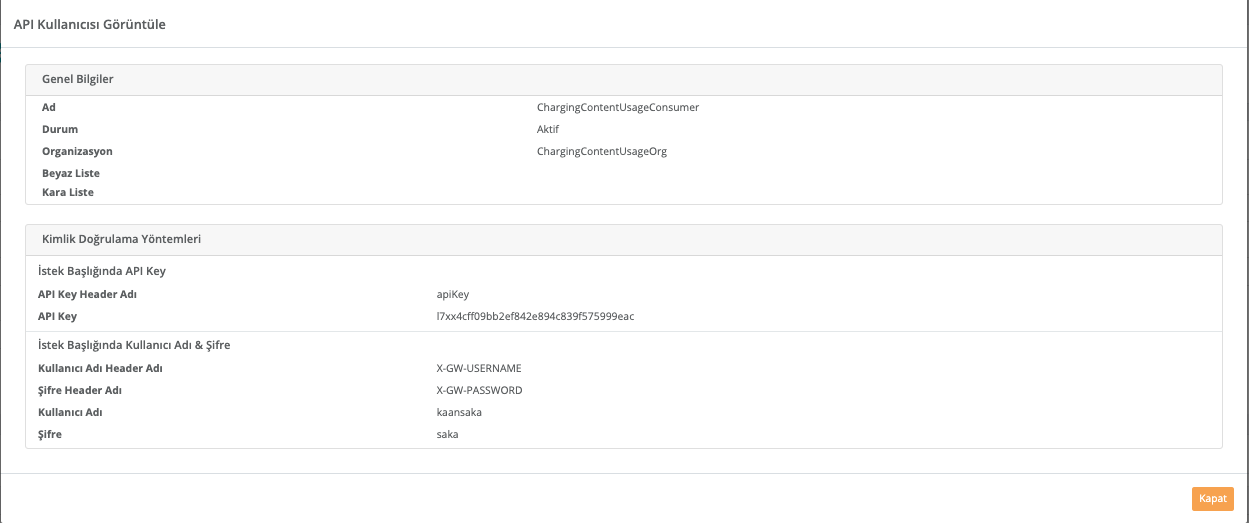 API Kullanıcısı Görüntüle
Genel Bilgiler
Ad ChargingContentUsageConsumer
Durum Aktif
Organizasyon ChargingContentUsageOrg
Beyaz Liste
Kara Liste
Kimlik Doğrulama Yöntemleri
İstek Başlığında API Key
API Key Header Adı apiKey
API Key l7xx4cff09bb2ef842e894c839f575999eac
İstek Başlığında Kullanıcı Adı & Şifre
Kullanıcı Adı Header Adı X-GW-USERNAME
Şifre Header Adı X-GW-PASSWORD
Kullanıcı Adı kaansaka
Şifre saka
Kapat